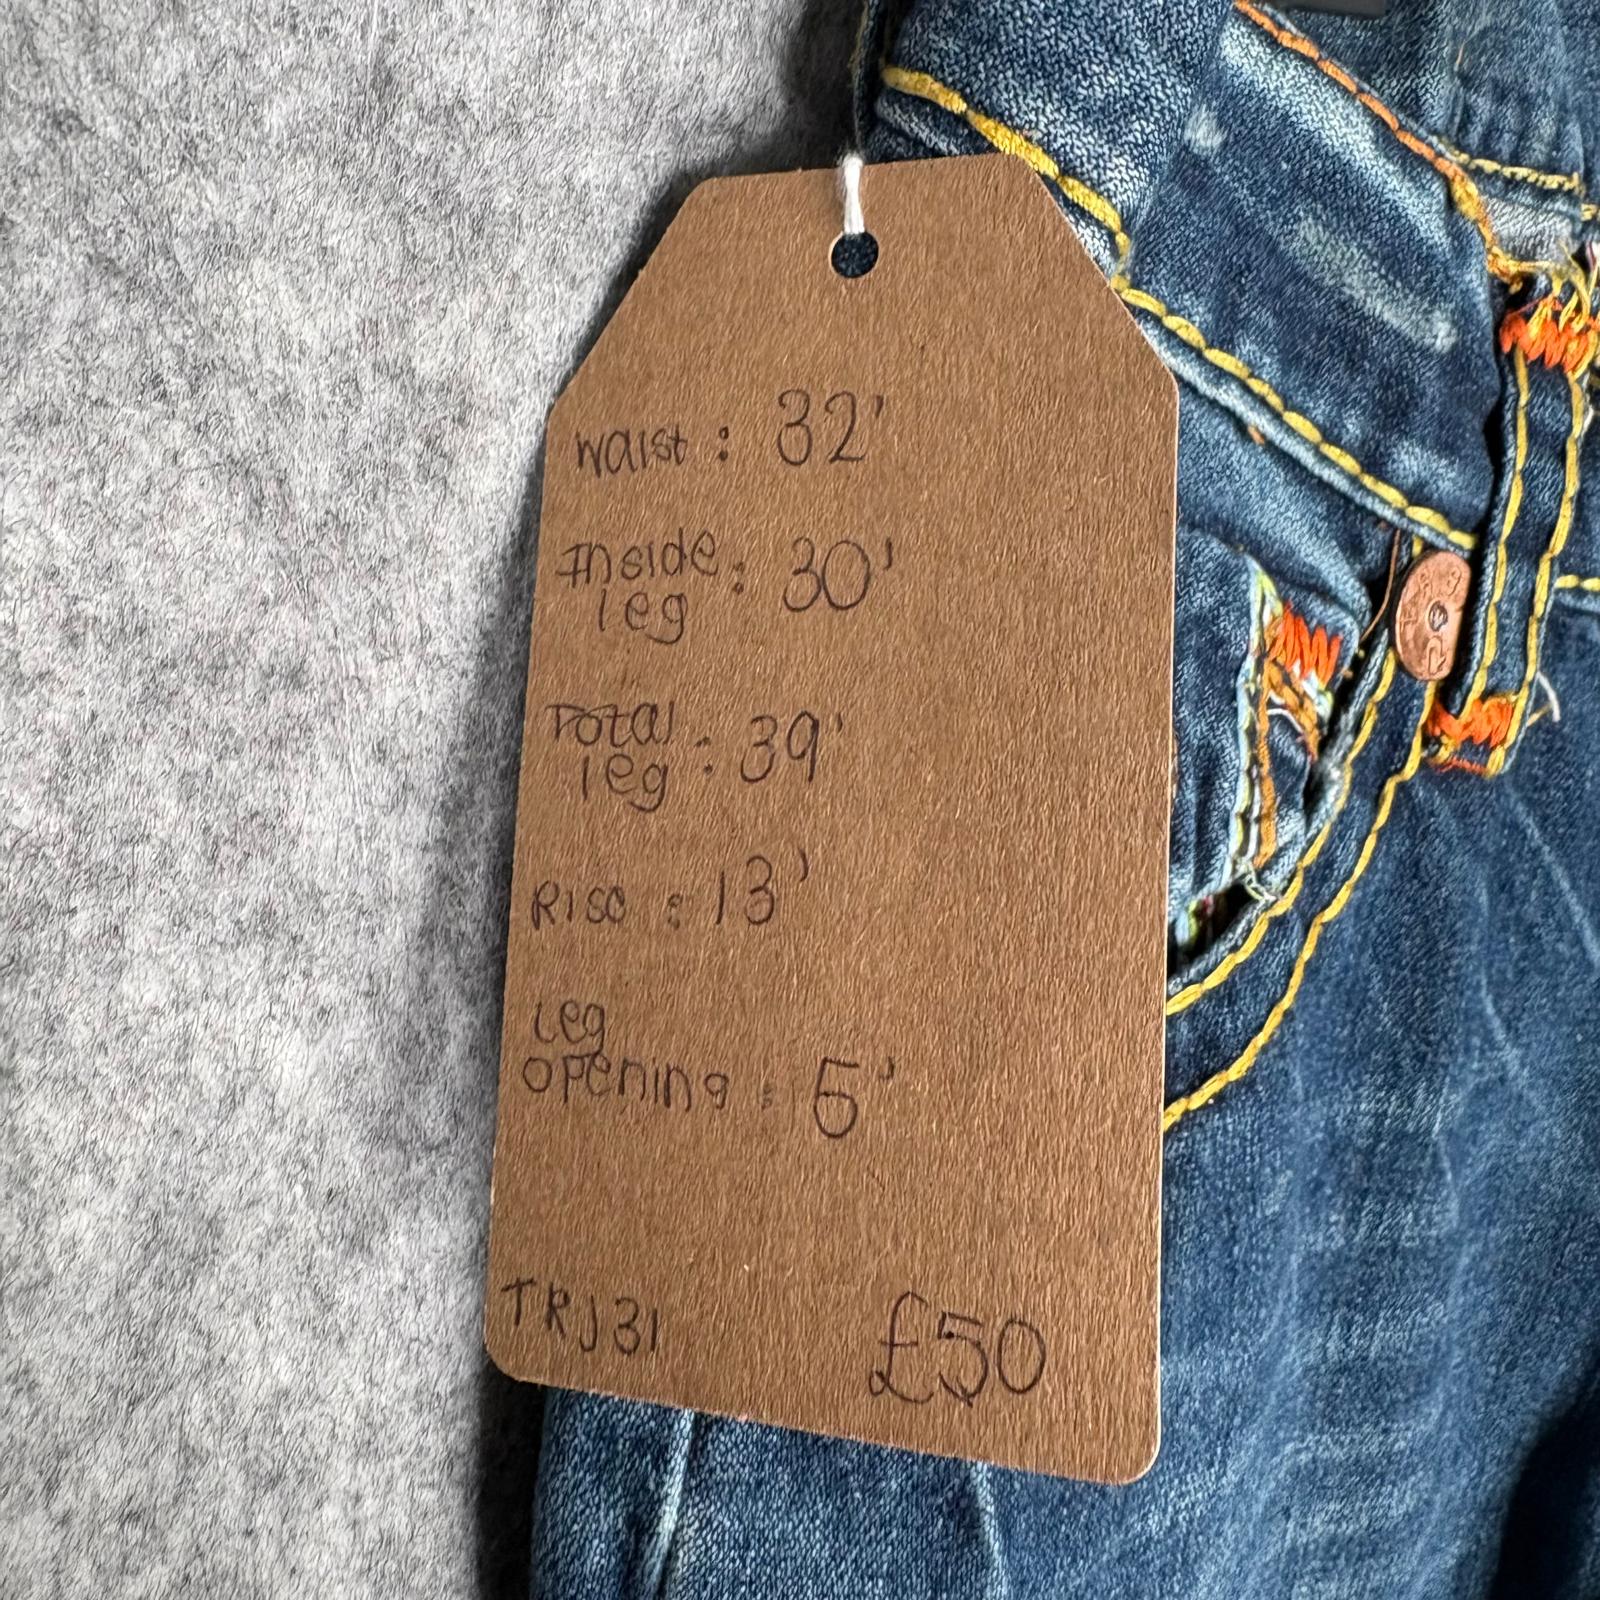 Waist : 32'
Inside
leg : 30'
Total
leg : 39'
Rise : 13'
Leg
opening : 5'
TRJ31 £50